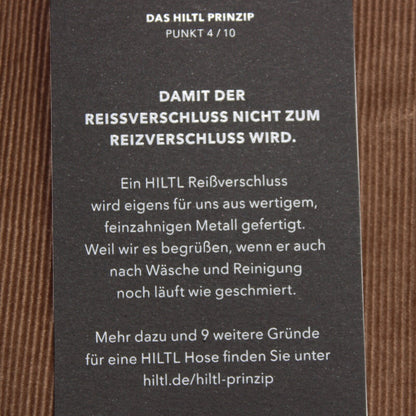 DAS HILTL PRINZIP
PUNKT 4 / 10
DAMIT DER
REISSVERSCHLUSS NICHT ZUM
REIZVERSCHLUSS WIRD.
Ein HILTL Reißverschluss
wird eigens für uns aus wertigem,
feinzahnigen Metall gefertigt.
Weil wir es begrüßen, wenn er auch
nach Wäsche und Reinigung
noch läuft wie geschmiert.
Mehr dazu und 9 weitere Gründe
für eine HILTL Hose finden Sie unter
hiltl.de/hiltl-prinzip